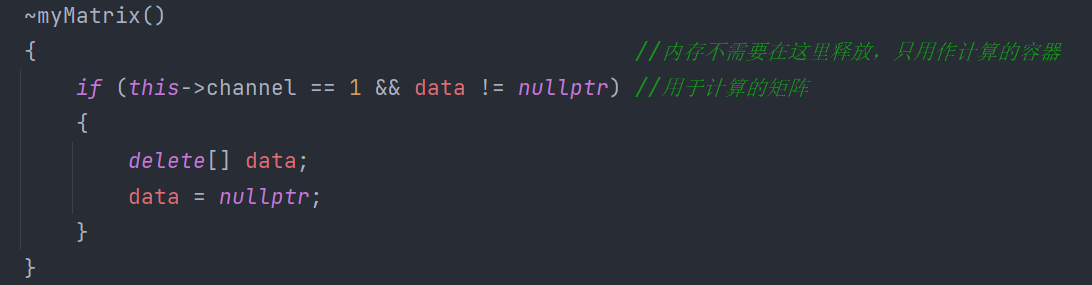 ~myMatrix()
{ //内存不需要在这里释放，只用作计算的容器
if (this->channel == 1 && data != nullptr) //用于计算的矩阵
{
delete[] data;
data = nullptr;
}
}